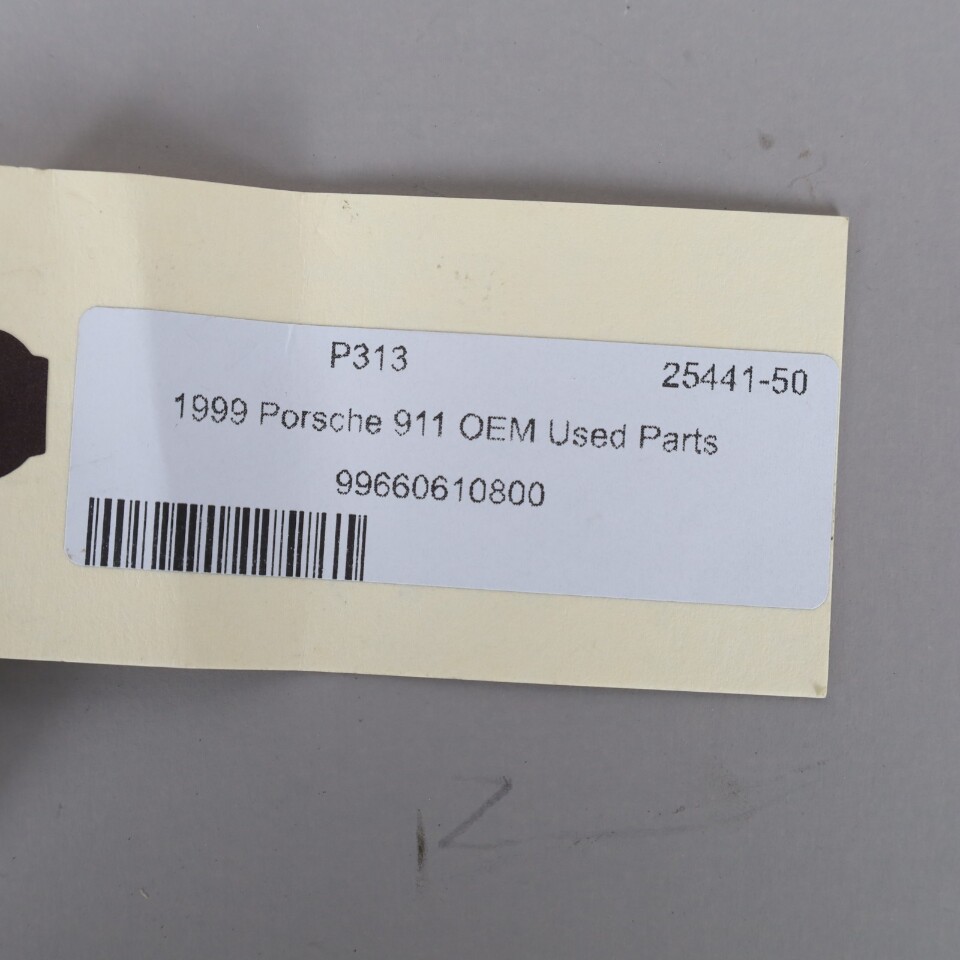 P313
25441-50
1999 Porsche 911 OEM Used Parts
99660610800